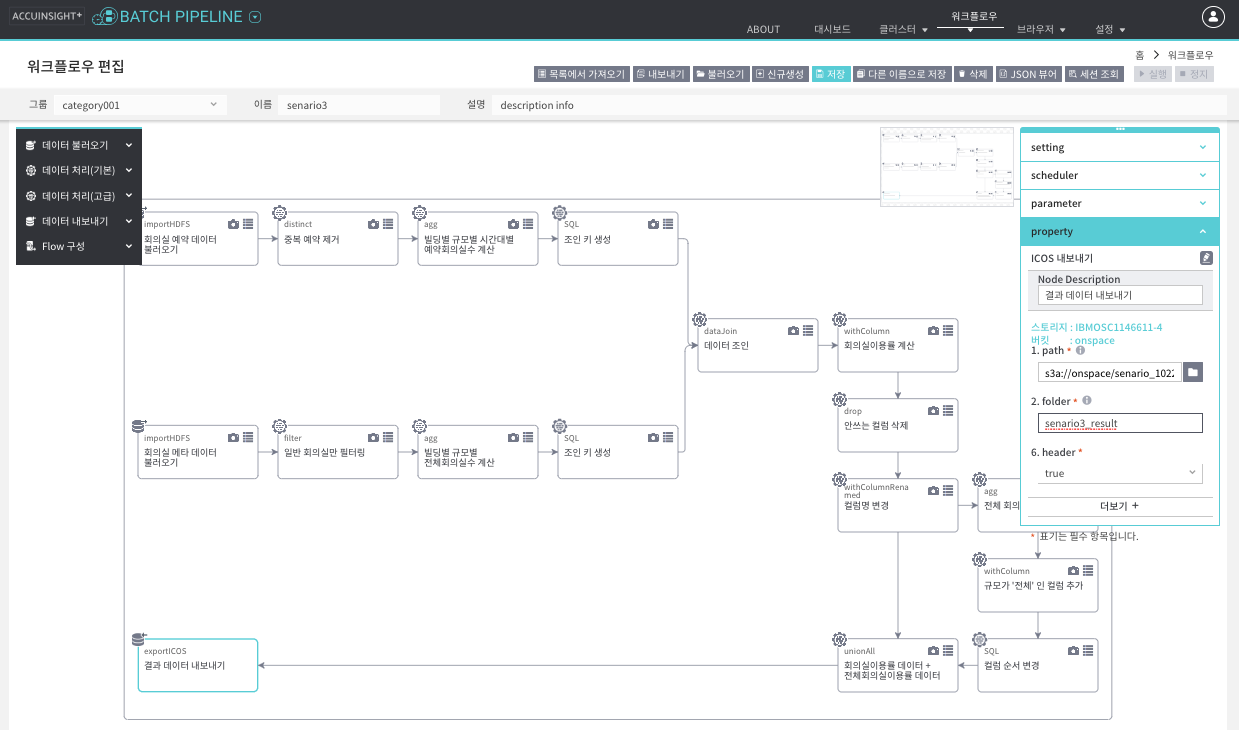 ACCUINSIGHT+
BATCH PIPELINE
ABOUT
대시보드
클러스터
워크플로우
브라우저
설정
워크플로우 편집
홈 > 워크플로우
목록에서 가져오기
내보내기
불러오기
신규생성
저장
다른 이름으로 저장
삭제
JSON 뷰어
세션 조회
실행
정지
그룹
category001
이름
senario3
설명
description info
데이터 불러오기
데이터 처리(기본)
데이터 처리(고급)
데이터 내보내기
Flow 구성
importHDFS
회의실 예약 데이터
불러오기
distinct
중복 예약 제거
agg
빌딩별 규모별 시간대별
예약회의실수 계산
SQL
조인 키 생성
dataJoin
데이터 조인
withColumn
회의실이용률 계산
drop
안쓰는 컬럼 삭제
importHDFS
회의실 메타 데이터
불러오기
filter
일반 회의실만 필터링
agg
빌딩별 규모별
전체회의실수 계산
SQL
조인 키 생성
withColumnRena
med
컬럼명 변경
agg
전체 회의
withColumn
규모가 '전체' 인 컬럼 추가
exportICOS
결과 데이터 내보내기
unionAll
회의실이용률 데이터 +
전체회의실이용률 데이터
SQL
컬럼 순서 변경
setting
scheduler
parameter
property
ICOS 내보내기
Node Description
결과 데이터 내보내기
스토리지 : IBMOSC1146611-4
버킷 : onspace
1. path *
s3a://onspace/senario_1022
2. folder *
senario3_result
6. header *
true
더보기 +
* 표기는 필수 항목입니다.